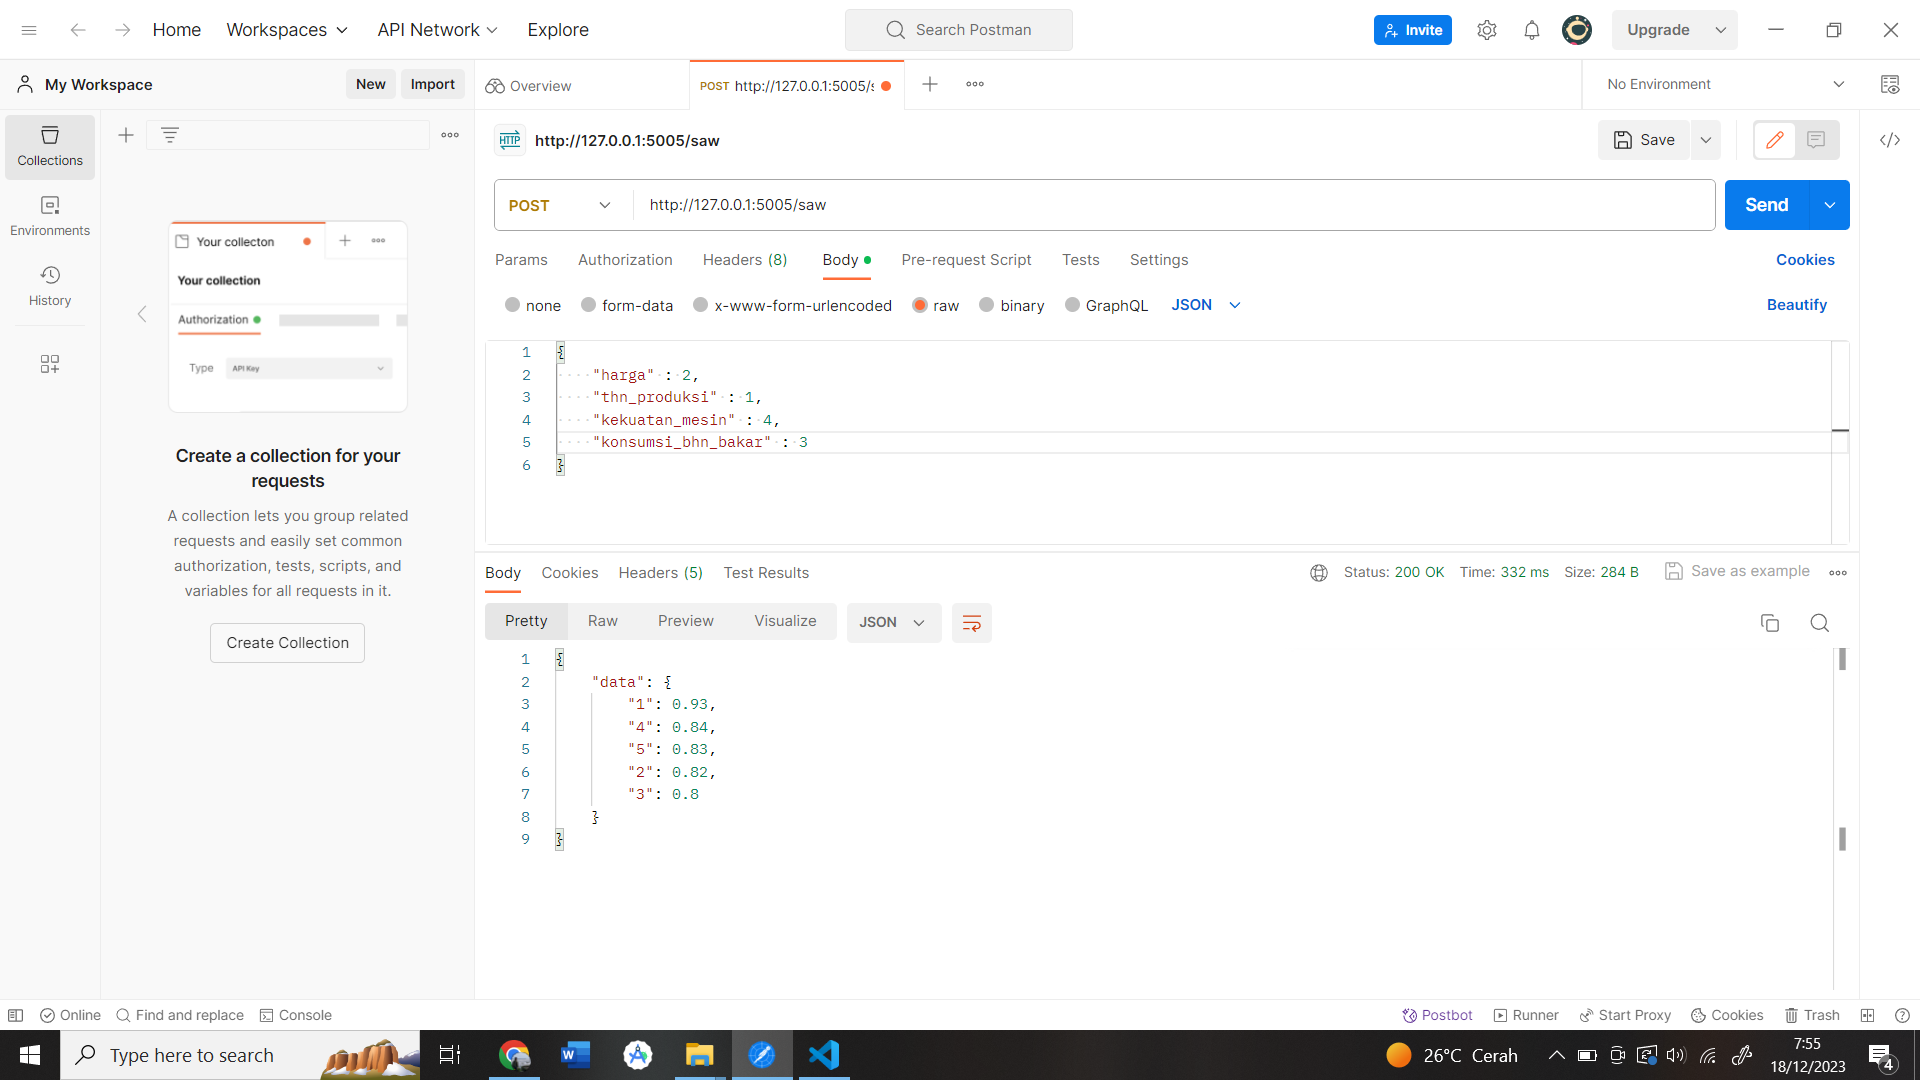 Home
Workspaces
API Network
Explore
Search Postman
Invite
Upgrade
My Workspace
New
Import
Overview
POST http://127.0.0.1:5005/s
No Environment
Collections
Environments
History
Your collecton
Your collection
Authorization
Type
API Key
Create a collection for your
requests
A collection lets you group related
requests and easily set common
authorization, tests, scripts, and
variables for all requests in it.
Create Collection
HTTP
http://127.0.0.1:5005/saw
Save
POST
http://127.0.0.1:5005/saw
Send
Params
Authorization
Headers (8)
Body
Pre-request Script
Tests
Settings
Cookies
none
form-data
x-www-form-urlencoded
raw
binary
GraphQL
JSON
Beautify
1 {
2 "harga" : 2,
3 "thn_produksi" : 1,
4 "kekuatan_mesin" : 4,
5 "konsumsi_bhn_bakar" : 3
6 }
Body
Cookies
Headers (5)
Test Results
Status: 200 OK
Time: 332 ms
Size: 284 B
Save as example
Pretty
Raw
Preview
Visualize
JSON
1 {
2 "data": {
3 "1": 0.93,
4 "4": 0.84,
5 "5": 0.83,
6 "2": 0.82,
7 "3": 0.8
8 }
9 }
Online
Find and replace
Console
Postbot
Runner
Start Proxy
Cookies
Trash
Type here to search
26°C Cerah
7:55
18/12/2023
4